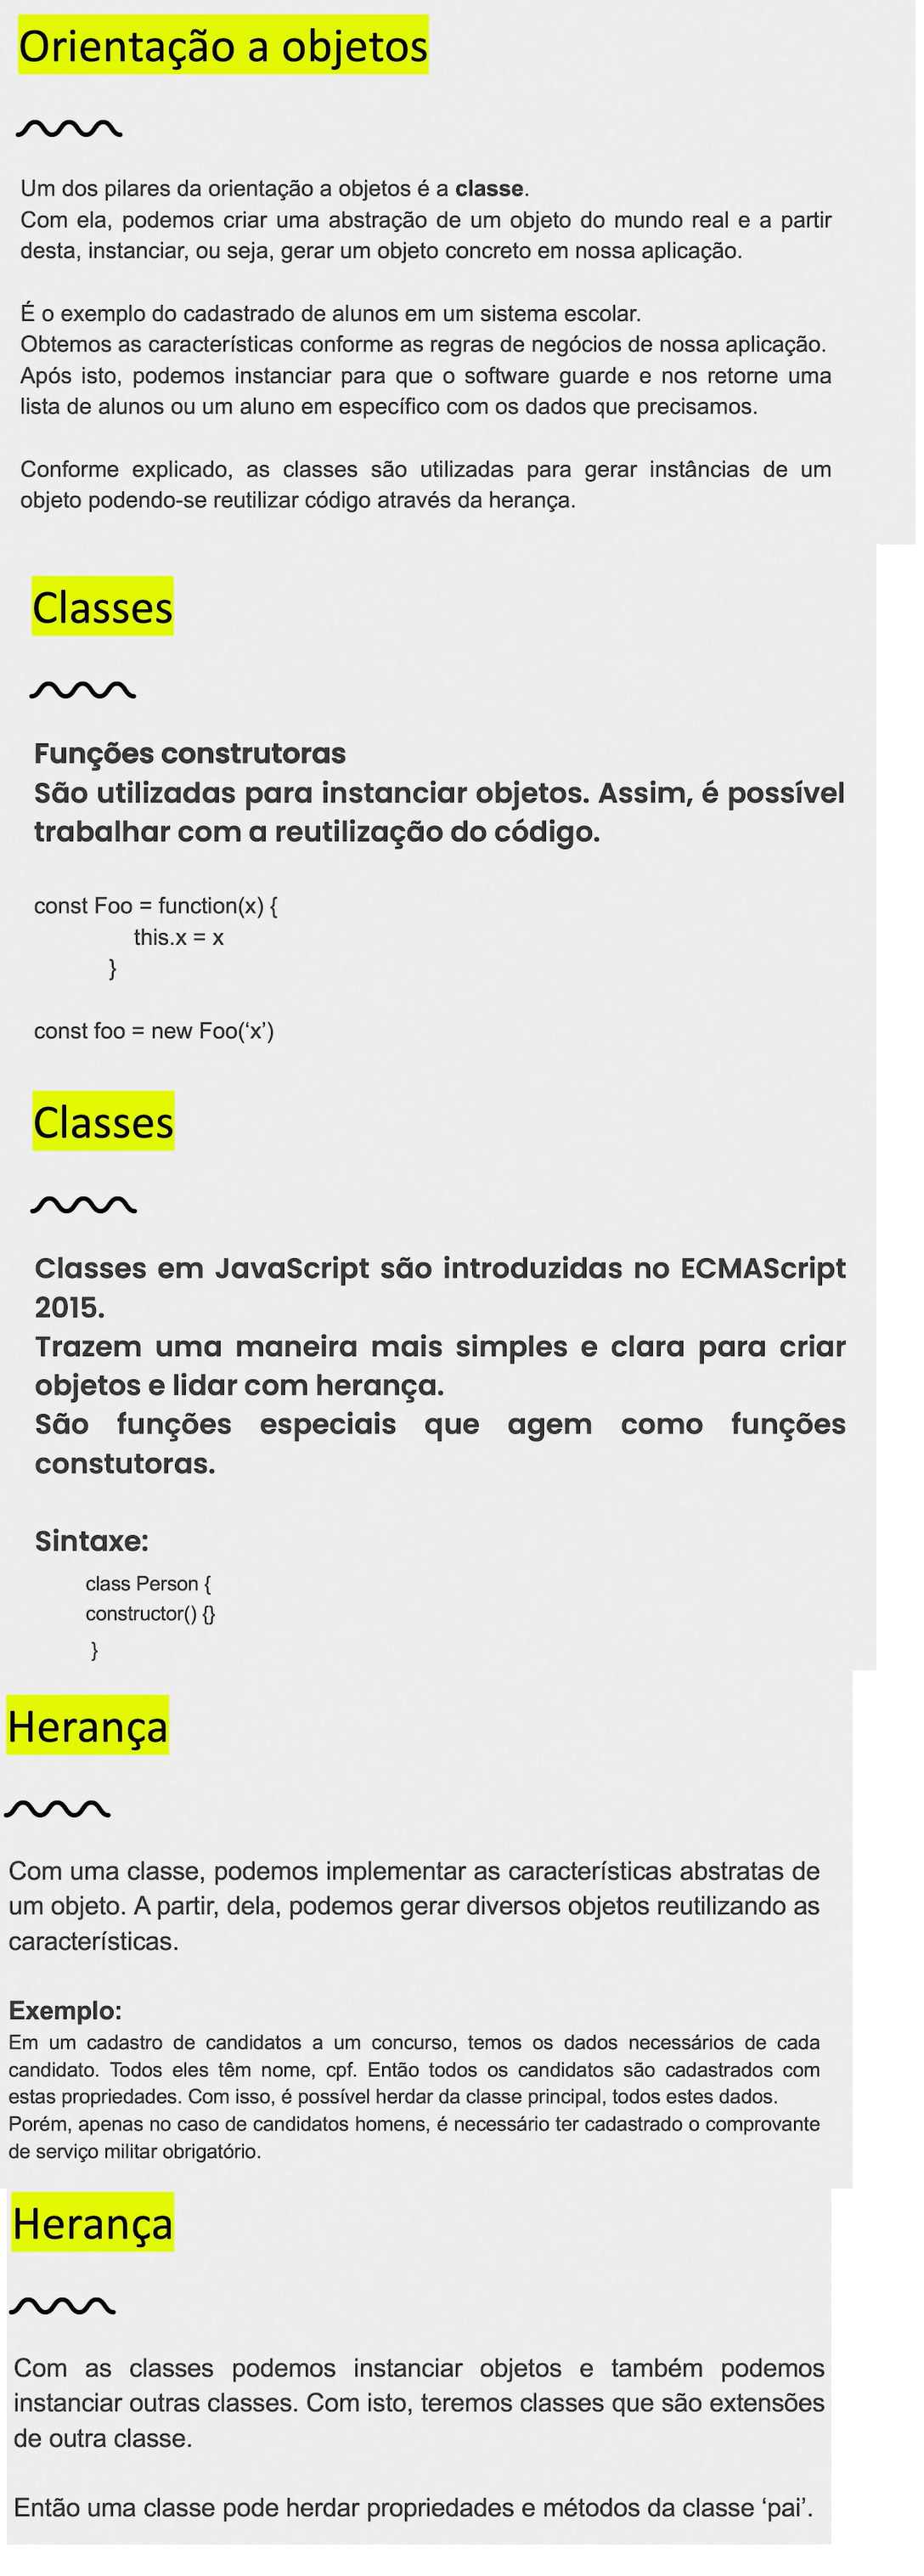 Orientação a objetos
Um dos pilares da orientação a objetos é a classe.
Com ela, podemos criar uma abstração de um objeto do mundo real e a partir
desta, instanciar, ou seja, gerar um objeto concreto em nossa aplicação.
É o exemplo do cadastrado de alunos em um sistema escolar.
Obtemos as características conforme as regras de negócios de nossa aplicação.
Após isto, podemos instanciar para que o software guarde e nos retorne uma
lista de alunos ou um aluno em específico com os dados que precisamos.
Conforme explicado, as classes são utilizadas para gerar instâncias de um
objeto podendo-se reutilizar código através da herança.
Classes
Funções construtoras
São utilizadas para instanciar objetos. Assim, é possível
trabalhar com a reutilização do código.
const Foo = function(x) {
this.x = x
}
const foo = new Foo(‘x’)
Classes
Classes em JavaScript são introduzidas no ECMAScript
2015.
Trazem uma maneira mais simples e clara para criar
objetos e lidar com herança.
São funções especiais que agem como funções
constutoras.
Sintaxe:
class Person {
constructor() {}
}
Herança
Com uma classe, podemos implementar as características abstratas de
um objeto. A partir, dela, podemos gerar diversos objetos reutilizando as
características.
Exemplo:
Em um cadastro de candidatos a um concurso, temos os dados necessários de cada
candidato. Todos eles têm nome, cpf. Então todos os candidatos são cadastrados com
estas propriedades. Com isso, é possível herdar da classe principal, todos estes dados.
Porém, apenas no caso de candidatos homens, é necessário ter cadastrado o comprovante
de serviço militar obrigatório.
Herança
Com as classes podemos instanciar objetos e também podemos
instanciar outras classes. Com isto, teremos classes que são extensões
de outra classe.
Então uma classe pode herdar propriedades e métodos da classe ‘pai’.